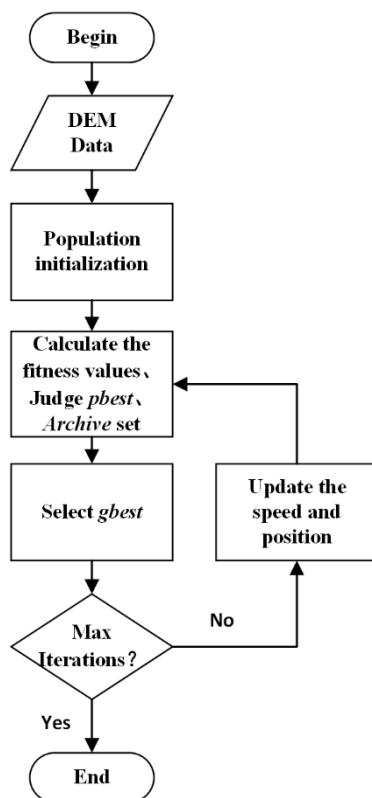 Begin
DEM
Data
Population
initialization
Calculate the
fitness values、
Judge pbest、
Archive set
Select gbest
Update the
speed and
position
Max
Iterations?
No
Yes
End